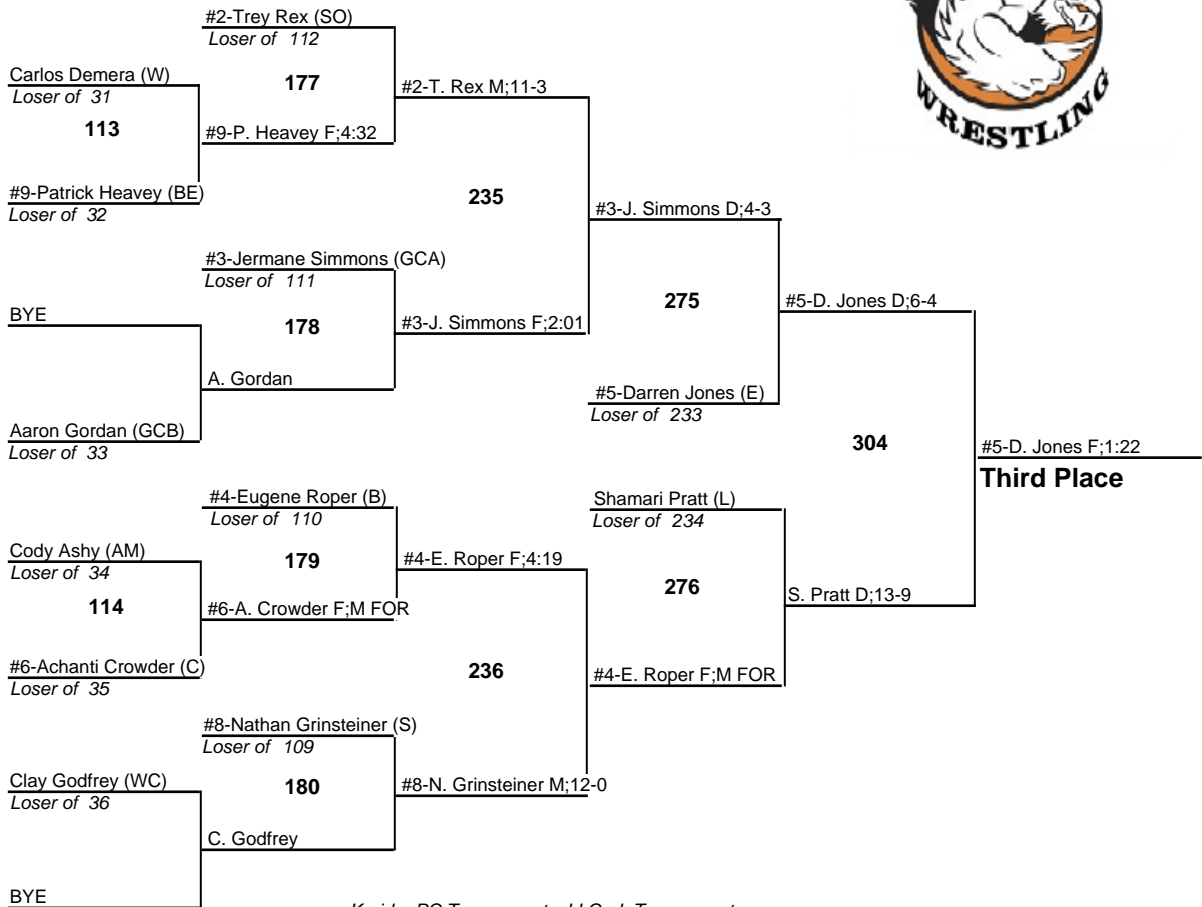 #2-Trey Rex (SO)
Loser of 112
WRESTLING
Carlos Demera (W)
Loser of 31
177
#2-T. Rex M;11-3
113
#9-P. Heavey F;4:32
#9-Patrick Heavey (BE)
Loser of 32
235
#3-J. Simmons D;4-3
#3-Jermane Simmons (GCA)
Loser of 111
BYE
178
#3-J. Simmons F;2:01
275
#5-D. Jones D;6-4
A. Gordan
#5-Darren Jones (E)
Loser of 233
Aaron Gordan (GCB)
Loser of 33
304
#5-D. Jones F;1:22
Third Place
#4-Eugene Roper (B)
Loser of 110
Shamari Pratt (L)
Loser of 234
Cody Ashy (AM)
Loser of 34
179
#4-E. Roper F;4:19
114
#6-A. Crowder F;M FOR
276
S. Pratt D;13-9
#6-Achanti Crowder (C)
Loser of 35
236
#4-E. Roper F;M FOR
#8-Nathan Grinsteiner (S)
Loser of 109
Clay Godfrey (WC)
Loser of 36
180
#8-N. Grinsteiner M;12-0
C. Godfrey
BYE